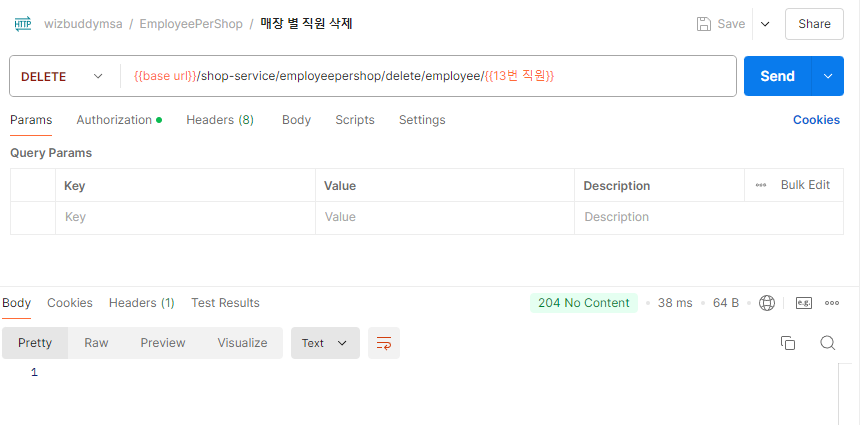 HTTP wizbuddymsa / EmployeePerShop / 매장 별 직원 삭제 Save Share
DELETE {{base url}}/shop-service/employeepershop/delete/employee/{{13번 직원}} Send
Params Authorization Headers (8) Body Scripts Settings Cookies
Query Params
Key Value Description Bulk Edit
Key Value Description
Body Cookies Headers (1) Test Results 204 No Content 38 ms 64 B e.g.
Pretty Raw Preview Visualize Text
1